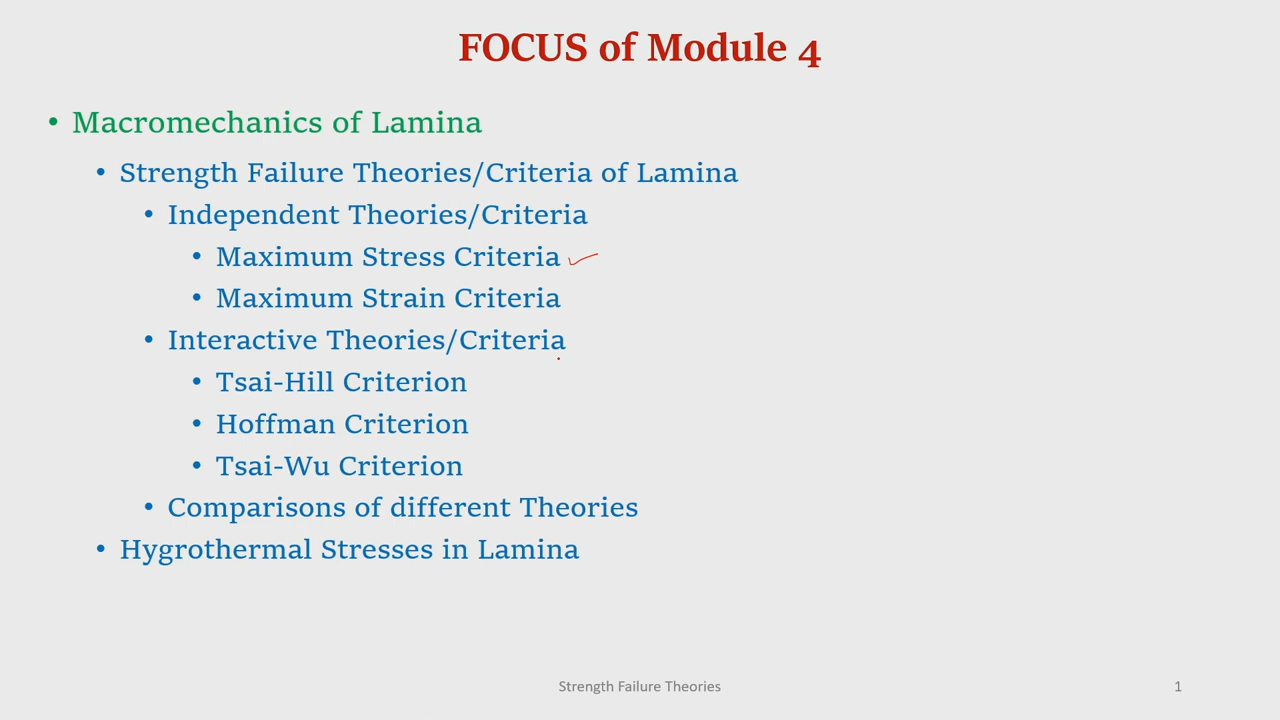 FOCUS of Module 4
• Macromechanics of Lamina
• Strength Failure Theories/Criteria of Lamina
• Independent Theories/Criteria
• Maximum Stress Criteria
• Maximum Strain Criteria
• Interactive Theories/Criteria
• Tsai-Hill Criterion
• Hoffman Criterion
• Tsai-Wu Criterion
• Comparisons of different Theories
• Hygrothermal Stresses in Lamina
Strength Failure Theories
1